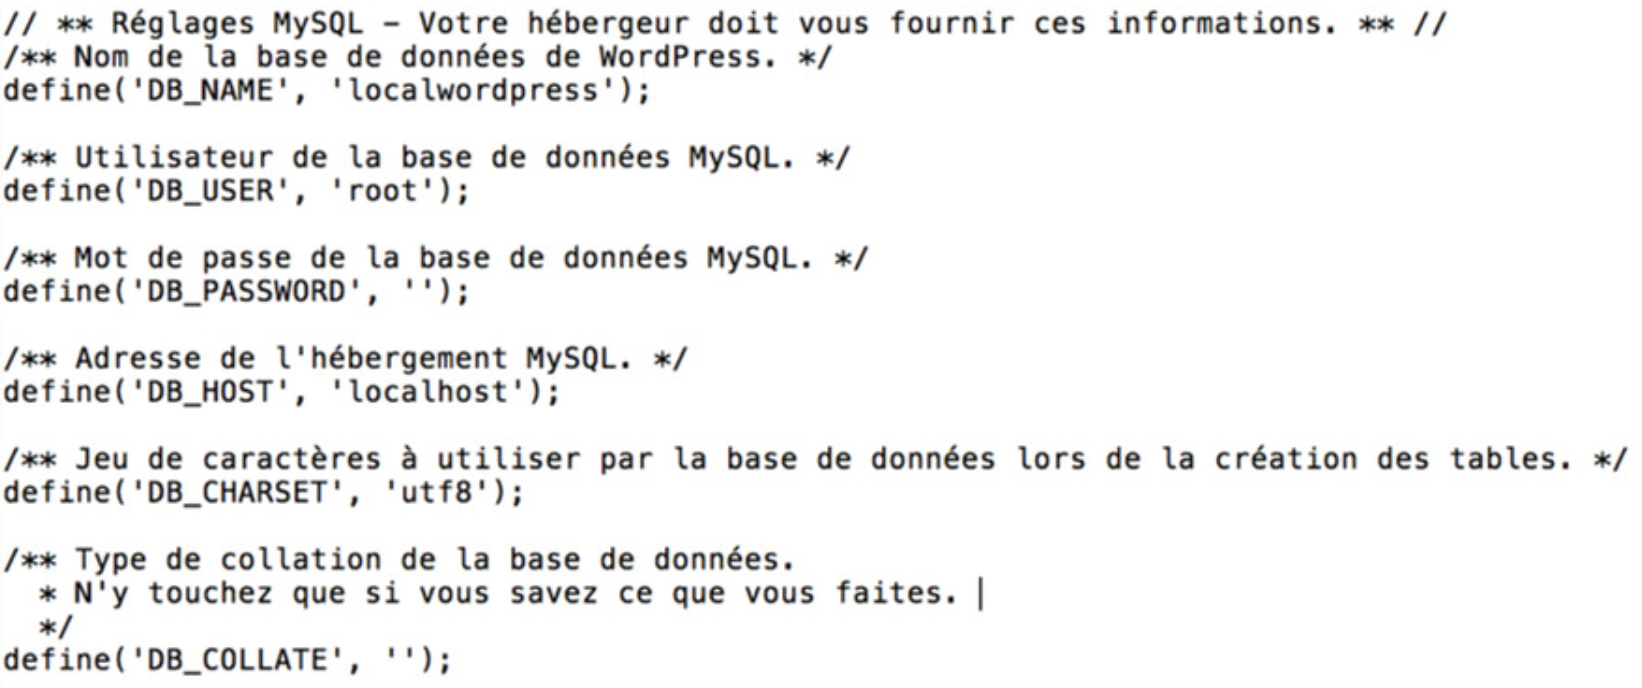 // ** Réglages MySQL - Votre hébergeur doit vous fournir ces informations. ** //
/** Nom de la base de données de WordPress. */
define('DB_NAME', 'localwordpress');
/** Utilisateur de la base de données MySQL. */
define('DB_USER', 'root');
/** Mot de passe de la base de données MySQL. */
define('DB_PASSWORD', '');
/** Adresse de l'hébergement MySQL. */
define('DB_HOST', 'localhost');
/** Jeu de caractères à utiliser par la base de données lors de la création des tables. */
define('DB_CHARSET', 'utf8');
/** Type de collation de la base de données.
* N'y touchez que si vous savez ce que vous faites.
*/
define('DB_COLLATE', '');